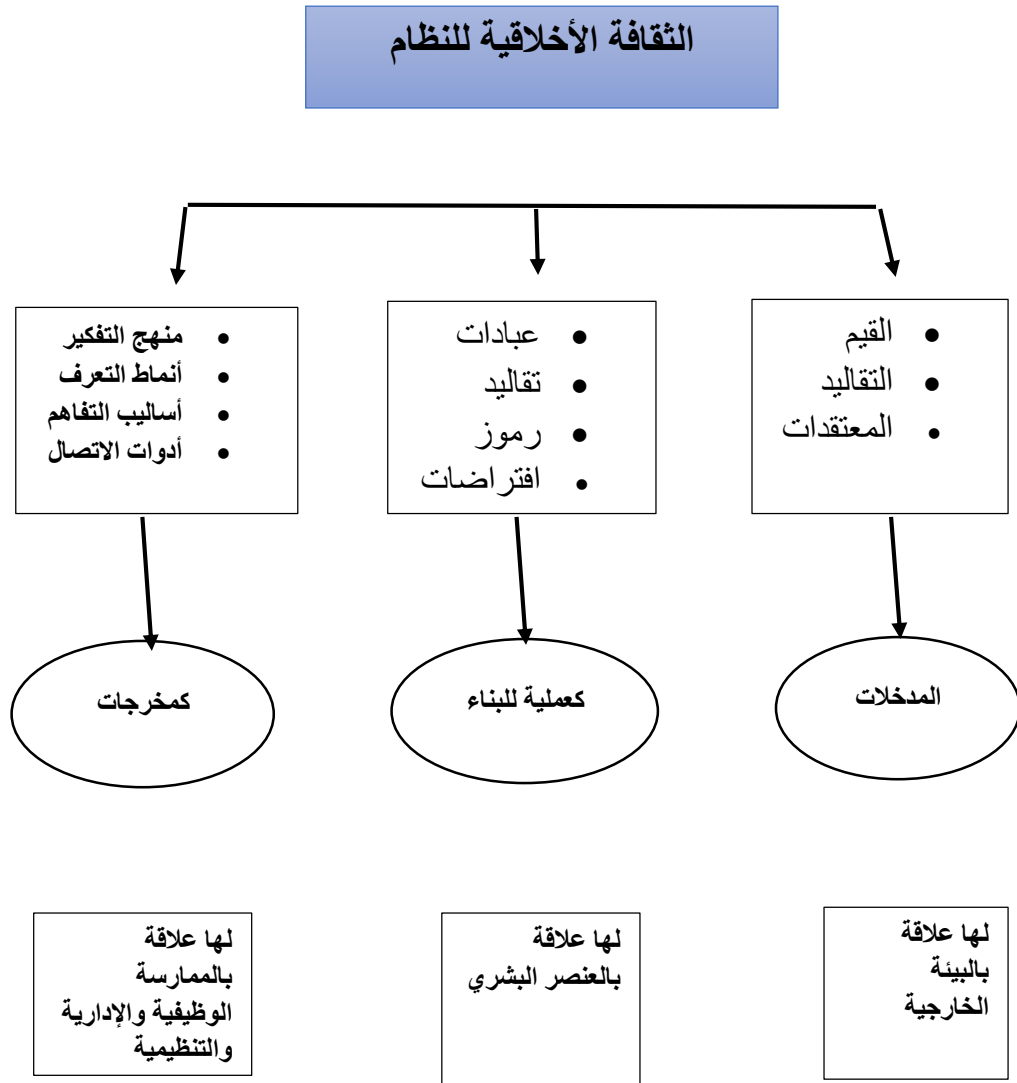 الثقافة الأخلاقية للنظام
القيم
التقاليد
المعتقدات
عبادات
تقاليد
رموز
افتراضات
منهج التفكير
أنماط التعرف
أساليب التفاهم
أدوات الاتصال
المدخلات
كعملية للبناء
كمخرجات
لها علاقة
بالبيئة
الخارجية
لها علاقة
بالعنصر البشري
لها علاقة
بالممارسة
الوظيفية والإدارية
والتنظيمية